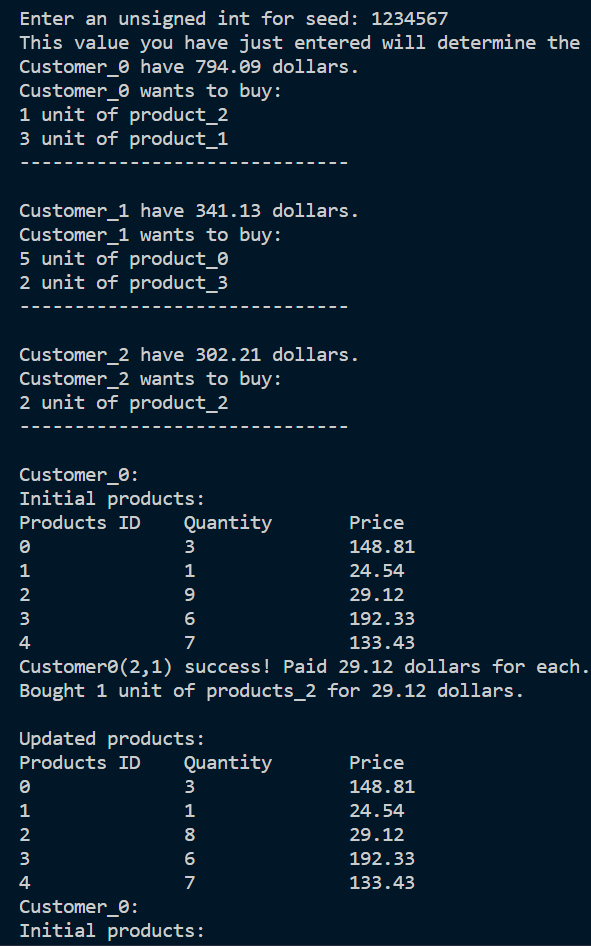 Enter an unsigned int for seed: 1234567
This value you have just entered will determine the
Customer_0 have 794.09 dollars.
Customer_0 wants to buy:
1 unit of product_2
3 unit of product_1
------------------------------
Customer_1 have 341.13 dollars.
Customer_1 wants to buy:
5 unit of product_0
2 unit of product_3
------------------------------
Customer_2 have 302.21 dollars.
Customer_2 wants to buy:
2 unit of product_2
------------------------------
Customer_0:
Initial products:
Products ID    Quantity       Price
0              3              148.81
1              1              24.54
2              9              29.12
3              6              192.33
4              7              133.43
Customer0(2,1) success! Paid 29.12 dollars for each.
Bought 1 unit of products_2 for 29.12 dollars.
Updated products:
Products ID    Quantity       Price
0              3              148.81
1              1              24.54
2              8              29.12
3              6              192.33
4              7              133.43
Customer_0:
Initial products: